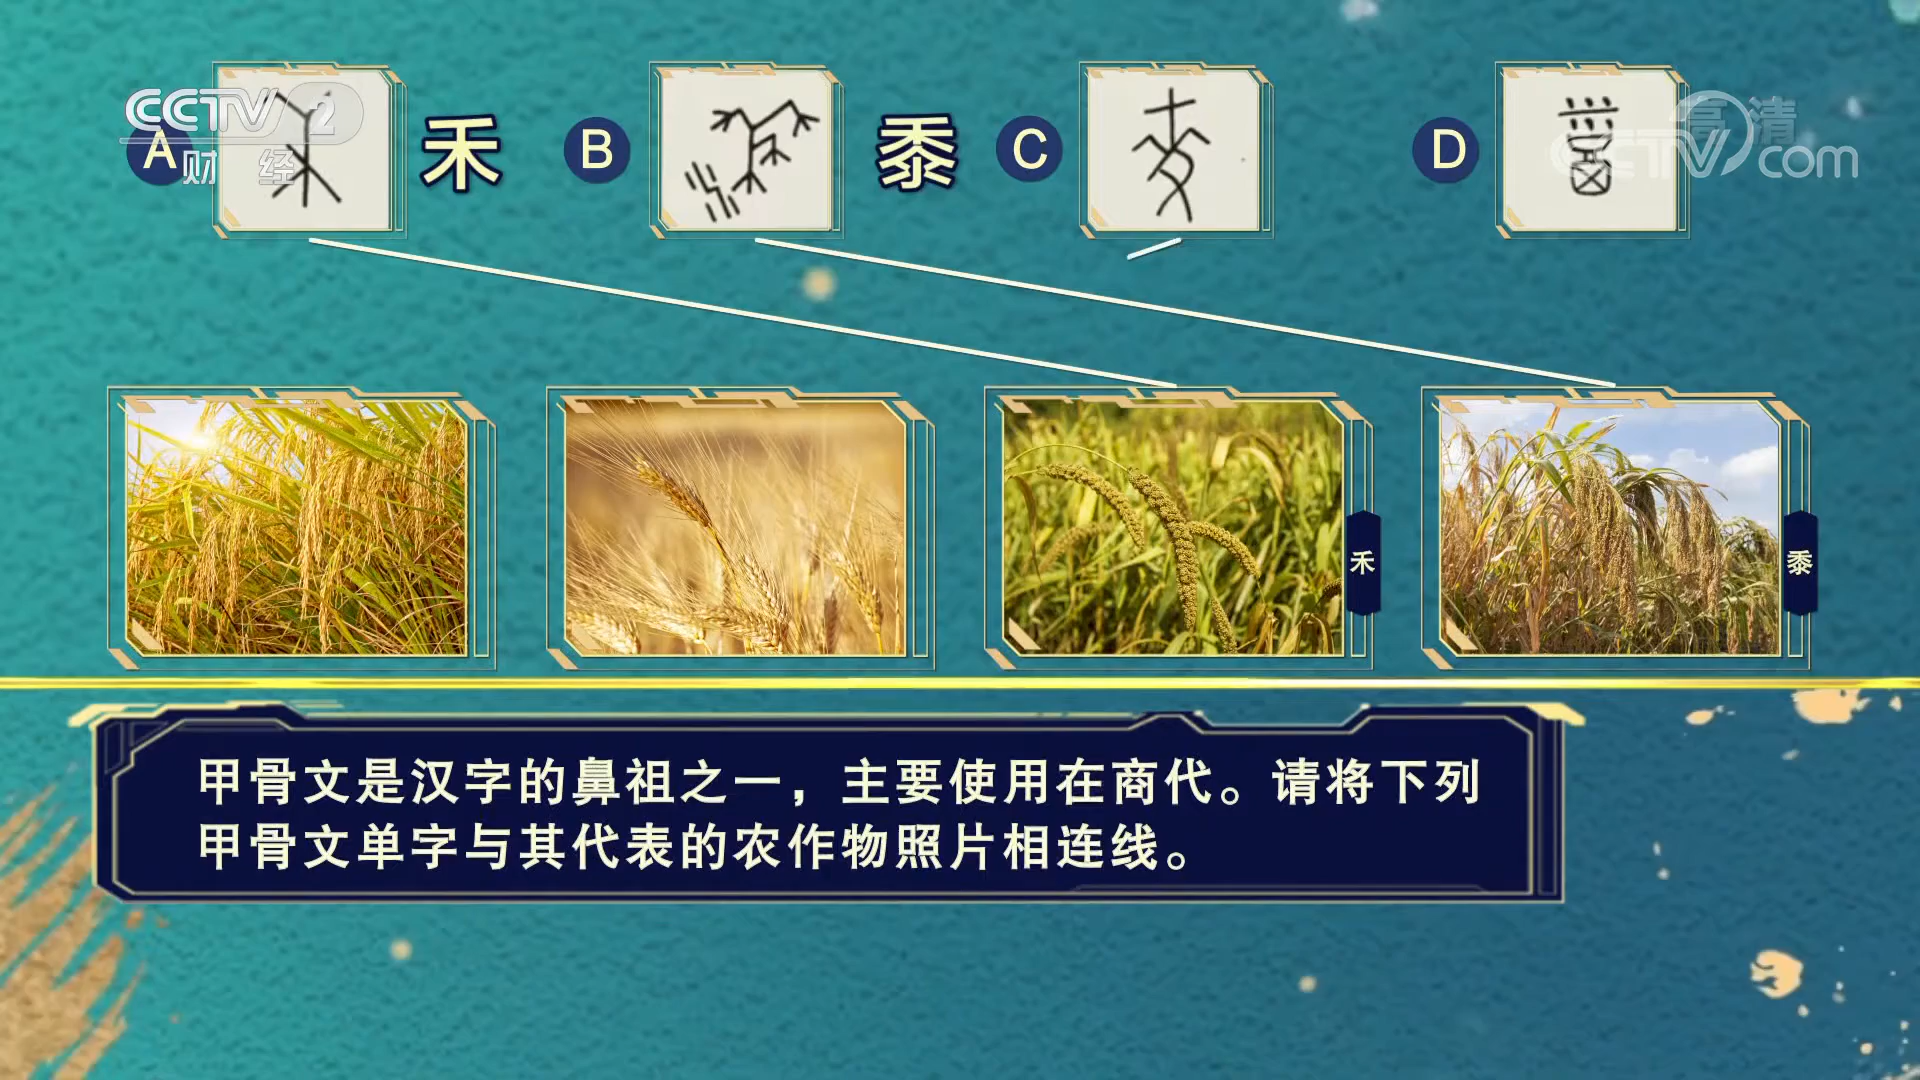 CCTV 2
财 经
高清
CCTV com
A 禾 B 黍 C D
禾
黍
甲骨文是汉字的鼻祖之一，主要使用在商代。请将下列
甲骨文单字与其代表的农作物照片相连线。